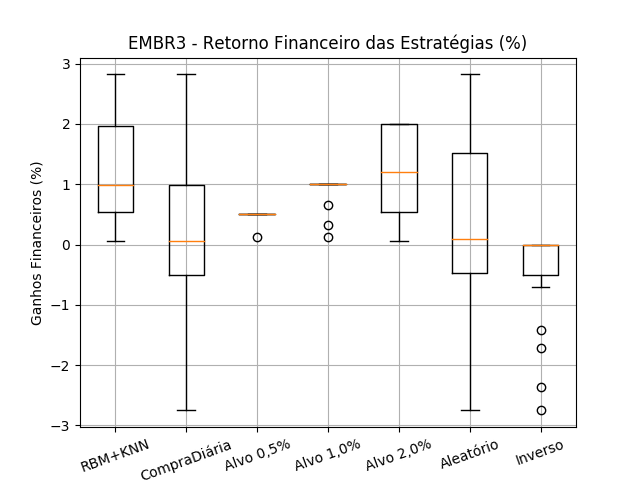 EMBR3 - Retorno Financeiro das Estratégias (%)
Ganhos Financeiros (%)
3
2
1
0
−1
−2
−3
RBM+KNN
CompraDiária
Alvo 0,5%
Alvo 1,0%
Alvo 2,0%
Aleatório
Inverso